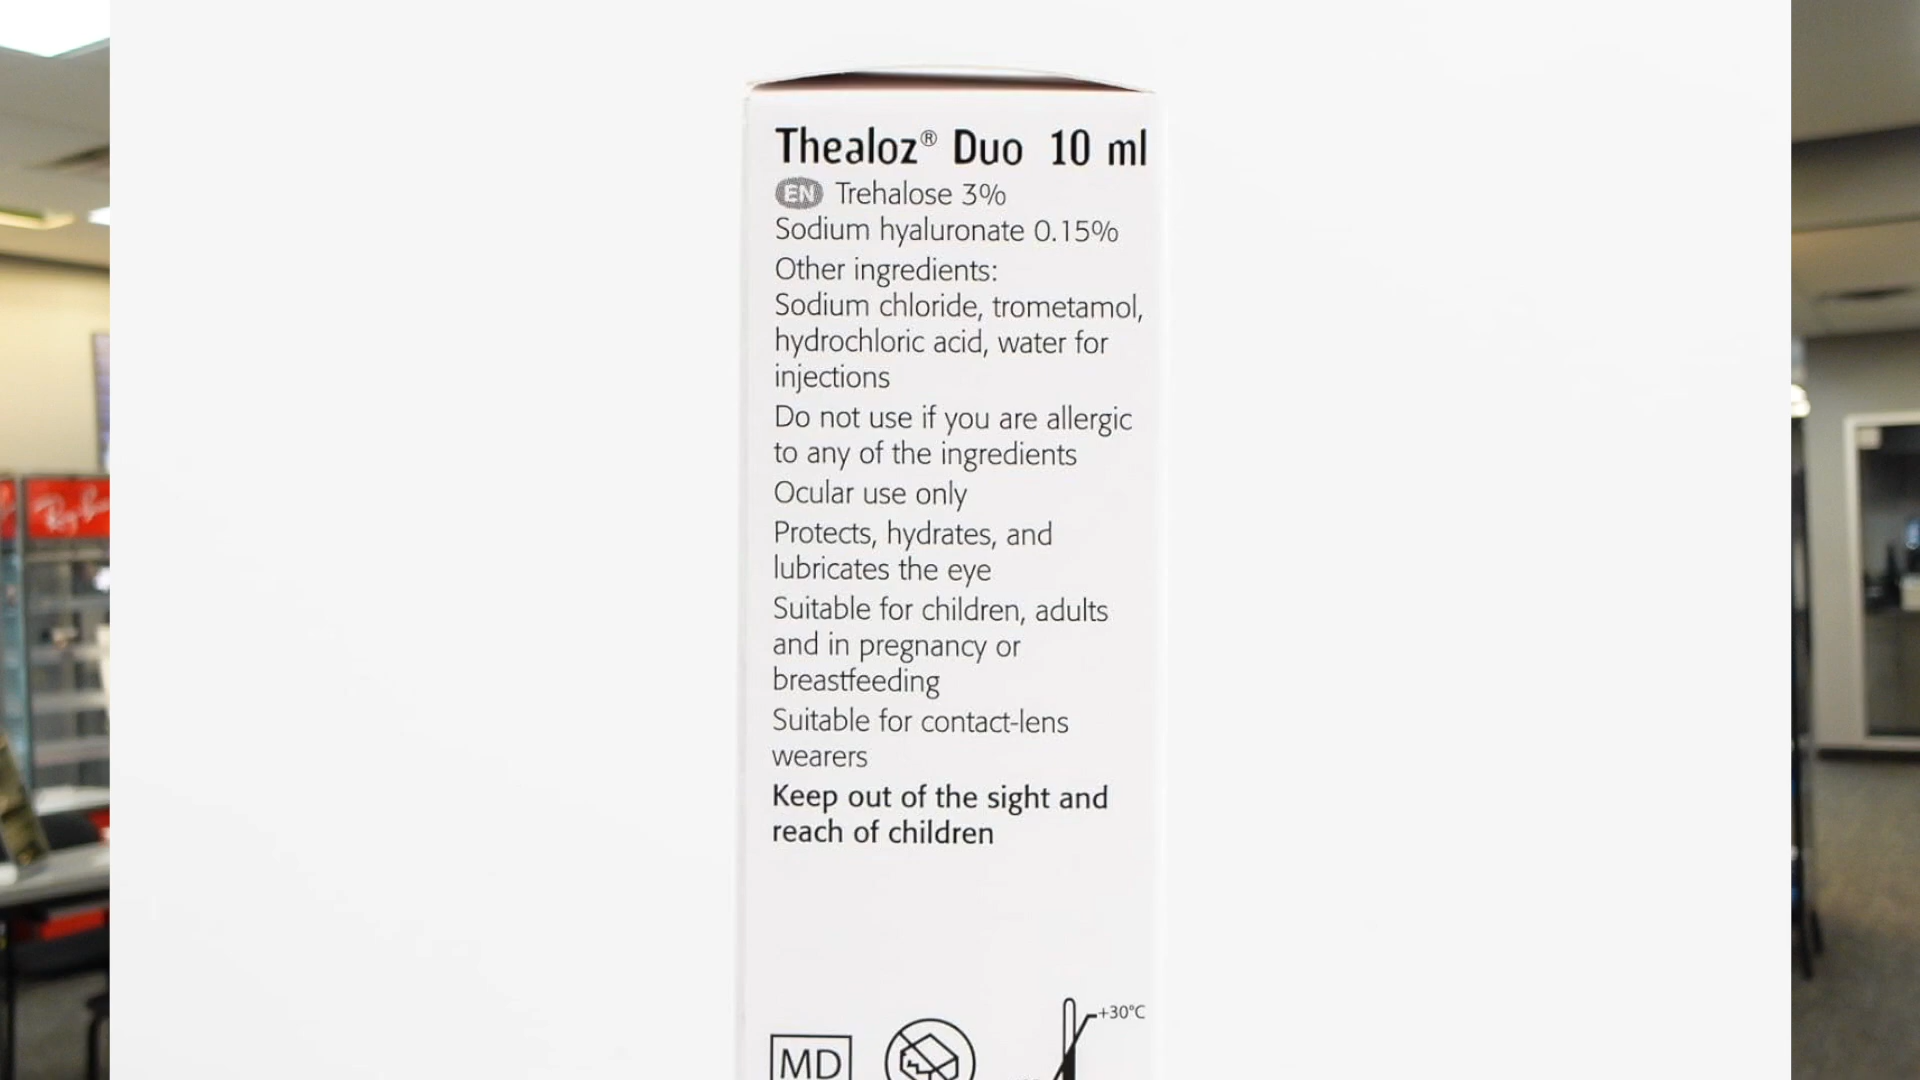 Thealoz® Duo 10 ml
EN Trehalose 3%
Sodium hyaluronate 0.15%
Other ingredients:
Sodium chloride, trometamol,
hydrochloric acid, water for
injections
Do not use if you are allergic
to any of the ingredients
Ocular use only
Protects, hydrates, and
lubricates the eye
Suitable for children, adults
and in pregnancy or
breastfeeding
Suitable for contact-lens
wearers
Keep out of the sight and
reach of children
+30°C
MD
Ray-Ban